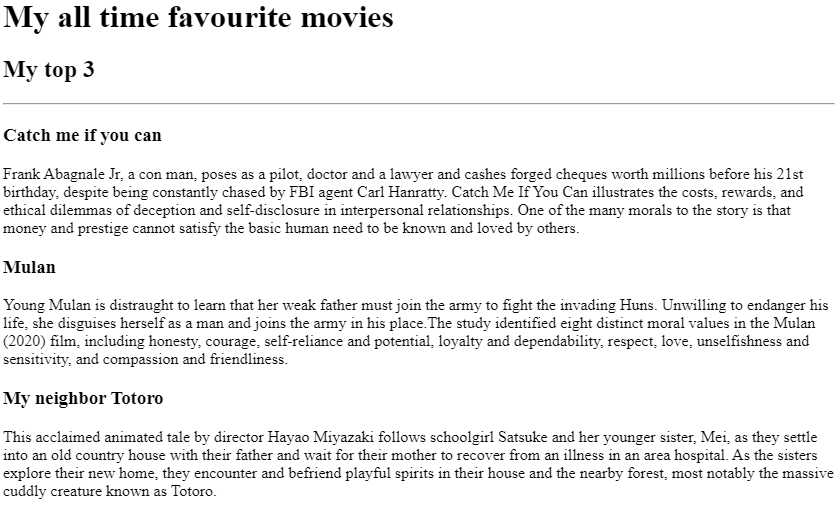 My all time favourite movies
My top 3
Catch me if you can
Frank Abagnale Jr, a con man, poses as a pilot, doctor and a lawyer and cashes forged cheques worth millions before his 21st
birthday, despite being constantly chased by FBI agent Carl Hanratty. Catch Me If You Can illustrates the costs, rewards, and
ethical dilemmas of deception and self-disclosure in interpersonal relationships. One of the many morals to the story is that
money and prestige cannot satisfy the basic human need to be known and loved by others.
Mulan
Young Mulan is distraught to learn that her weak father must join the army to fight the invading Huns. Unwilling to endanger his
life, she disguises herself as a man and joins the army in his place.The study identified eight distinct moral values in the Mulan
(2020) film, including honesty, courage, self-reliance and potential, loyalty and dependability, respect, love, unselfishness and
sensitivity, and compassion and friendliness.
My neighbor Totoro
This acclaimed animated tale by director Hayao Miyazaki follows schoolgirl Satsuke and her younger sister, Mei, as they settle
into an old country house with their father and wait for their mother to recover from an illness in an area hospital. As the sisters
explore their new home, they encounter and befriend playful spirits in their house and the nearby forest, most notably the massive
cuddly creature known as Totoro.